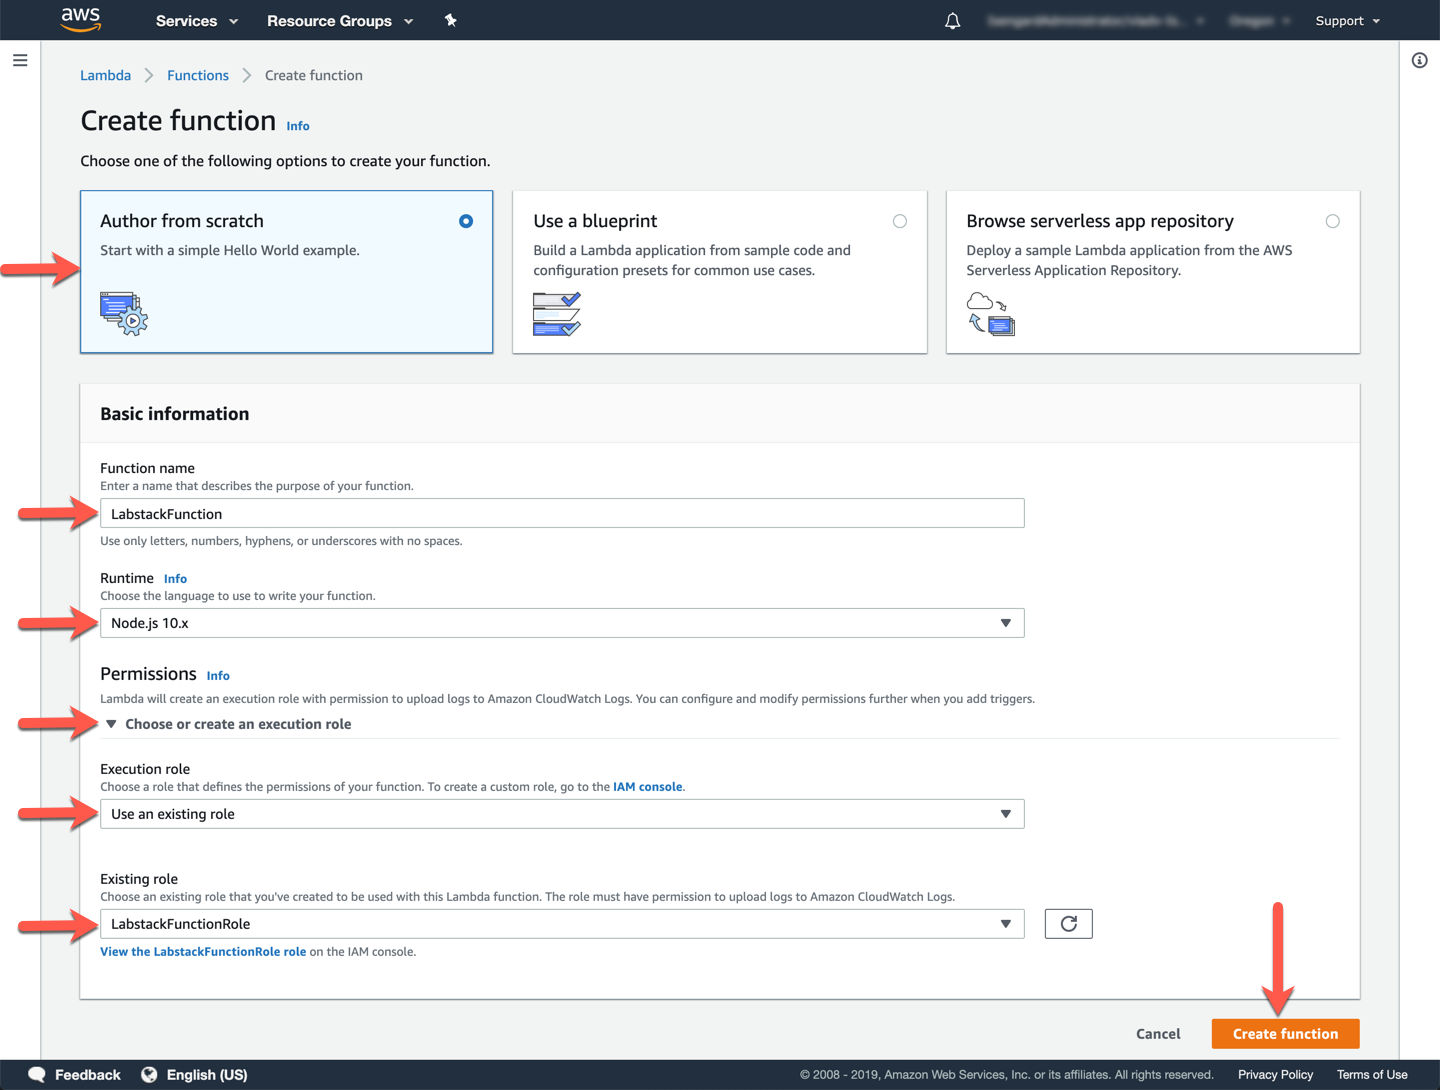 aws Services Resource Groups Support
Lambda Functions Create function
Create function Info
Choose one of the following options to create your function.
Author from scratch
Start with a simple Hello World example.
Use a blueprint
Build a Lambda application from sample code and
configuration presets for common use cases.
Browse serverless app repository
Deploy a sample Lambda application from the AWS
Serverless Application Repository.
Basic information
Function name
Enter a name that describes the purpose of your function.
LabstackFunction
Use only letters, numbers, hyphens, or underscores with no spaces.
Runtime Info
Choose the language to use to write your function.
Node.js 10.x
Permissions Info
Lambda will create an execution role with permission to upload logs to Amazon CloudWatch Logs. You can configure and modify permissions further when you add triggers.
Choose or create an execution role
Execution role
Choose a role that defines the permissions of your function. To create a custom role, go to the IAM console.
Use an existing role
Existing role
Choose an existing role that you've created to be used with this Lambda function. The role must have permission to upload logs to Amazon CloudWatch Logs.
LabstackFunctionRole
View the LabstackFunctionRole role on the IAM console.
Cancel Create function
Feedback English (US) © 2008 - 2019, Amazon Web Services, Inc. or its affiliates. All rights reserved. Privacy Policy Terms of Use